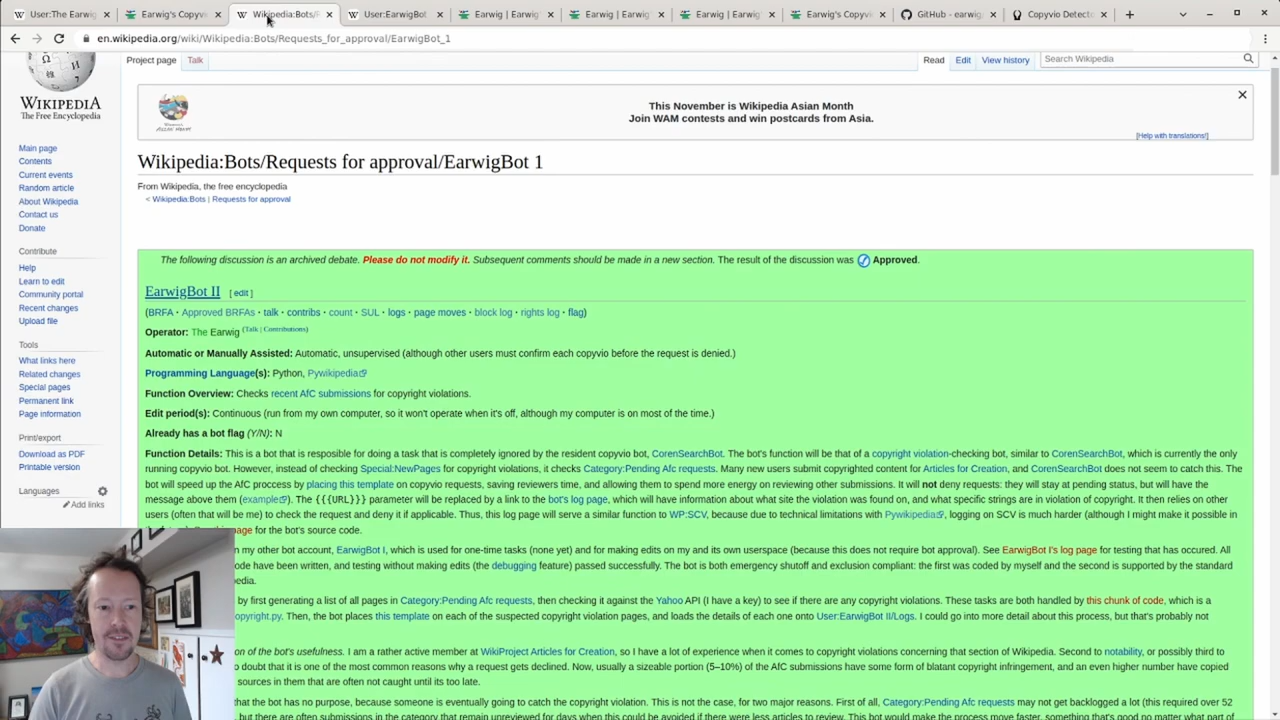 User:The Earwig
Earwig's Copyvi
Wikipedia:Bots/R
User:EarwigBot
Earwig | Earwig
Earwig | Earwig'
Earwig | Earwig
Earwig's Copyvi
GitHub - earwig
Copyvio Detecto
en.wikipedia.org/wiki/Wikipedia:Bots/Requests_for_approval/EarwigBot_1
Project page Talk
Read Edit View history Search Wikipedia
WIKIPEDIA
The Free Encyclopedia
Main page
Contents
Current events
Random article
About Wikipedia
Contact us
Donate
Contribute
Help
Learn to edit
Community portal
Recent changes
Upload file
Tools
What links here
Related changes
Special pages
Permanent link
Page information
Print/export
Download as PDF
Printable version
Languages
Add links
This November is Wikipedia Asian Month
Join WAM contests and win postcards from Asia.
[Help with translations!]
Wikipedia:Bots/Requests for approval/EarwigBot 1
From Wikipedia, the free encyclopedia
< Wikipedia:Bots | Requests for approval
The following discussion is an archived debate. Please do not modify it. Subsequent comments should be made in a new section. The result of the discussion was Approved.
EarwigBot II [ edit ]
(BRFA · Approved BRFAs · talk · contribs · count · SUL · logs · page moves · block log · rights log · flag)
Operator: The Earwig (Talk | Contributions)
Automatic or Manually Assisted: Automatic, unsupervised (although other users must confirm each copyvio before the request is denied.)
Programming Language(s): Python, Pywikipedia
Function Overview: Checks recent AfC submissions for copyright violations.
Edit period(s): Continuous (run from my own computer, so it won't operate when it's off, although my computer is on most of the time.)
Already has a bot flag (Y/N): N
Function Details: This is a bot that is resposible for doing a task that is completely ignored by the resident copyvio bot, CorenSearchBot. The bot's function will be that of a copyright violation-checking bot, similar to CorenSearchBot, which is currently the only
running copyvio bot. However, instead of checking Special:NewPages for copyright violations, it checks Category:Pending Afc requests. Many new users submit copyrighted content for Articles for Creation, and CorenSearchBot does not seem to catch this. The
bot will speed up the AfC proccess by placing this template on copyvio requests, saving reviewers time, and allowing them to spend more energy on reviewing other submissions. It will not deny requests: they will stay at pending status, but will have the
message above them (example). The {{{URL}}} parameter will be replaced by a link to the bot's log page, which will have information about what site the violation was found on, and what specific strings are in violation of copyright. It then relies on other
users (often that will be me) to check the request and deny it if applicable. Thus, this log page will serve a similar function to WP:SCV, because due to technical limitations with Pywikipedia, logging on SCV is much harder (although I might make it possible in
page for the bot's source code.
n my other bot account, EarwigBot I, which is used for one-time tasks (none yet) and for making edits on my and its own userspace (because this does not require bot approval). See EarwigBot I's log page for testing that has occured. All
ode have been written, and testing without making edits (the debugging feature) passed successfully. The bot is both emergency shutoff and exclusion compliant: the first was coded by myself and the second is supported by the standard
pedia.
by first generating a list of all pages in Category:Pending Afc requests, then checking it against the Yahoo API (I have a key) to see if there are any copyright violations. These tasks are both handled by this chunk of code, which is a
opyright.py. Then, the bot places this template on each of the suspected copyright violation pages, and loads the details of each one onto User:EarwigBot II/Logs. I could go into more detail about this process, but that's probably not
on of the bot's usefulness. I am a rather active member at WikiProject Articles for Creation, so I have a lot of experience when it comes to copyright violations concerning that section of Wikipedia. Second to notability, or possibly third to
o doubt that it is one of the most common reasons why a request gets declined. Now, usually a sizeable portion (5–10%) of the AfC submissions have some form of blatant copyright infringement, and an even higher number have copied
sources in them that are often not caught until its too late.
that the bot has no purpose, because someone is eventually going to catch the copyright violation. This is not the case, for two major reasons. First of all, Category:Pending Afc requests may not get backlogged a lot (this required over 52
, but there are often submissions in the category that remain unreviewed for days when this could be avoided if there were less articles to review. This bot would make the process move faster, something that's good no matter what part of